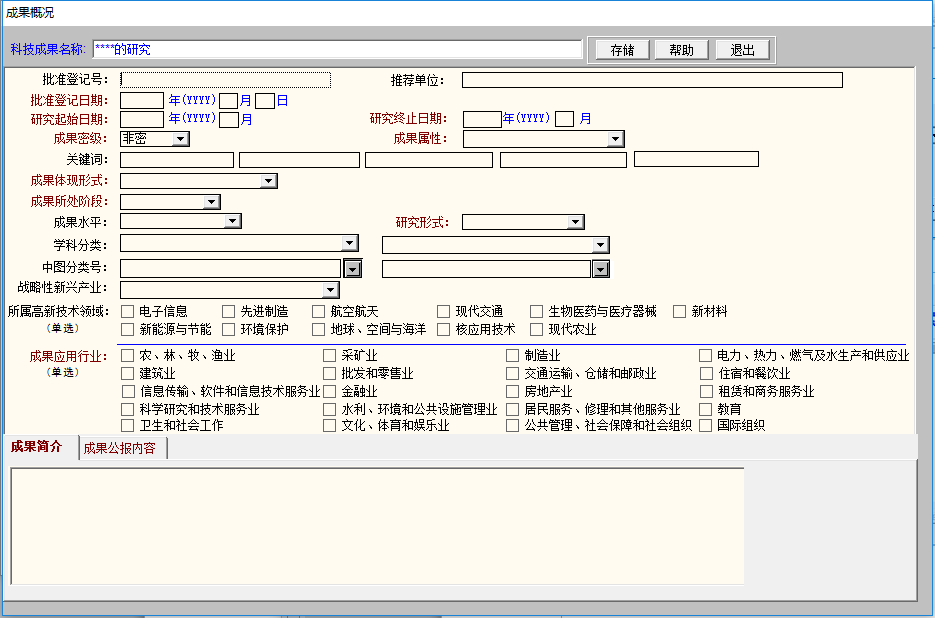 成果概况
科技成果名称: ****的研究 存储 帮助 退出
批准登记号: 推荐单位:
批准登记日期: 年(YYYY) 月 日
研究起始日期: 年(YYYY) 月 研究终止日期: 年(YYYY) 月
成果密级: 非密 成果属性:
关键词:
成果体现形式:
成果所处阶段:
成果水平: 研究形式:
学科分类:
中图分类号:
战略性新兴产业:
所属高新技术领域: 电子信息 先进制造 航空航天 现代交通 生物医药与医疗器械 新材料
(单选) 新能源与节能 环境保护 地球、空间与海洋 核应用技术 现代农业
成果应用行业: 农、林、牧、渔业 采矿业 制造业 电力、热力、燃气及水生产和供应业
(单选) 建筑业 批发和零售业 交通运输、仓储和邮政业 住宿和餐饮业
信息传输、软件和信息技术服务业 金融业 房地产业 租赁和商务服务业
科学研究和技术服务业 水利、环境和公共设施管理业 居民服务、修理和其他服务业 教育
卫生和社会工作 文化、体育和娱乐业 公共管理、社会保障和社会组织 国际组织
成果简介 成果公报内容